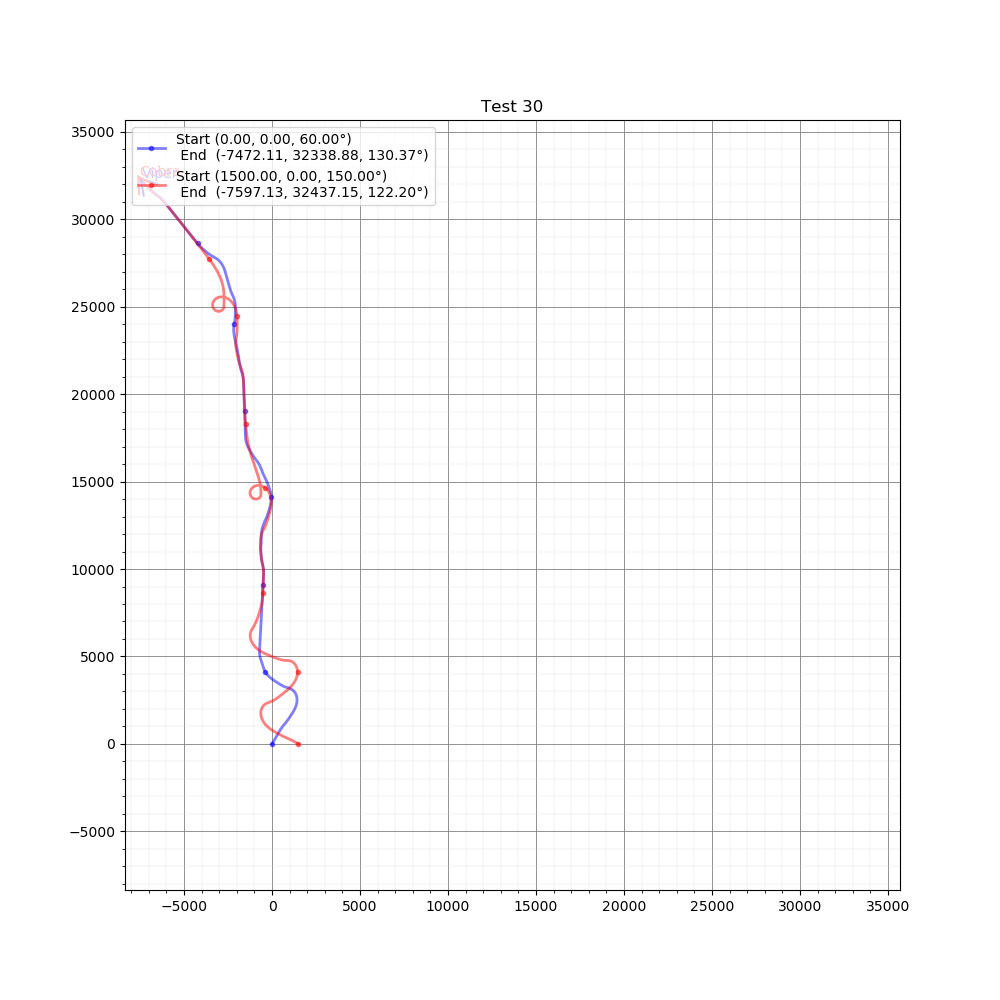 Test 30
Start (0.00, 0.00, 60.00°)
End (-7472.11, 32338.88, 130.37°)
Start (1500.00, 0.00, 150.00°)
End (-7597.13, 32437.15, 122.20°)
Cobra
Viper
35000
30000
25000
20000
15000
10000
5000
0
−5000
−5000 0 5000 10000 15000 20000 25000 30000 35000